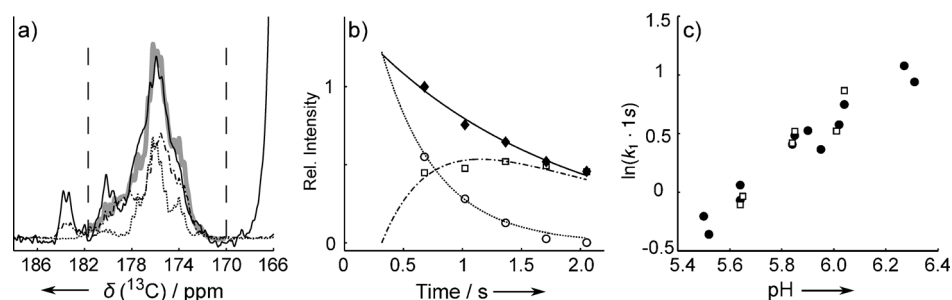 a)
186 182 178 174 170 166
← δ (¹³C) / ppm
b)
Rel. Intensity
1
0
0 0.5 1.0 1.5 2.0
Time / s →
c)
ln(k₁ · 1s)
1.5
1
0.5
0
-0.5
5.4 5.6 5.8 6.0 6.2 6.4
pH →